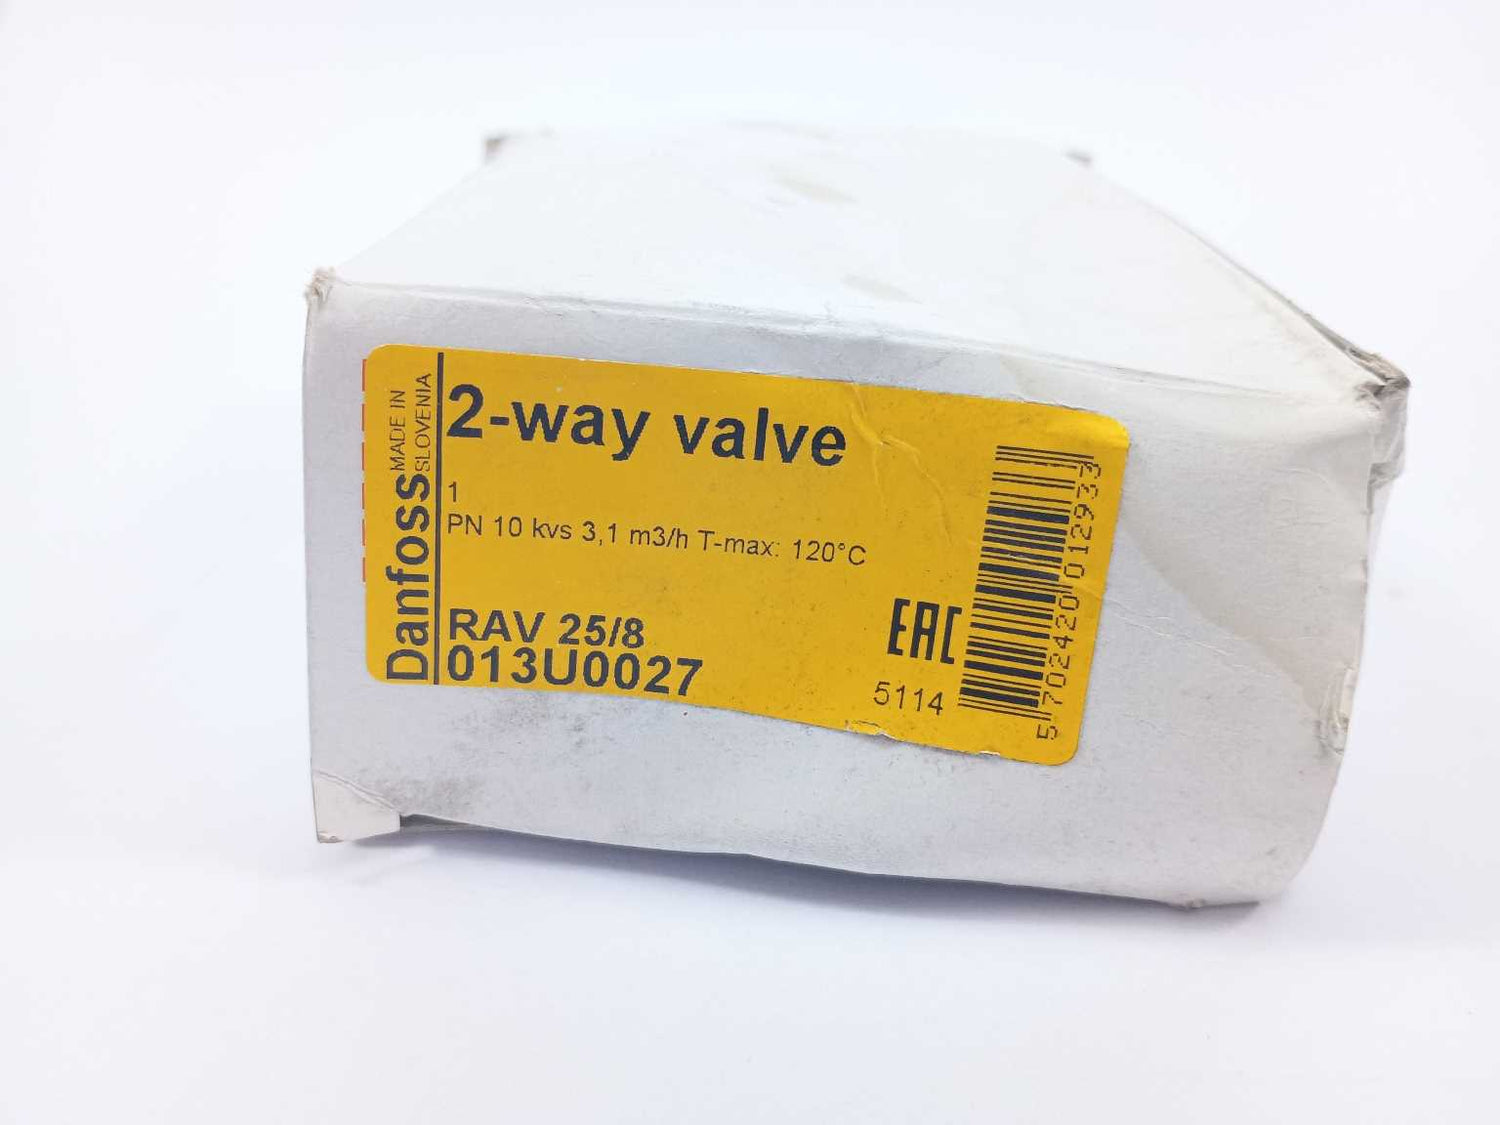 Danfoss
MADE IN
SLOVENIA
2-way valve
1
PN 10 kvs 3,1 m3/h T-max: 120°C
RAV 25/8
013U0027
EAC
5114
5 702420 012933